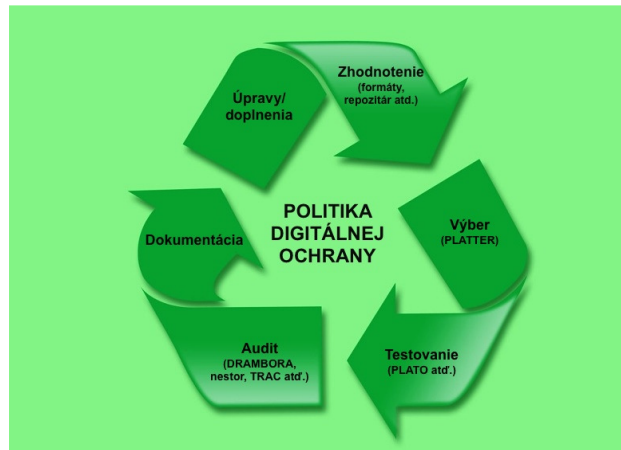 Zhodnotenie
(formáty,
repozitár atd.)
Úpravy/
doplnenia
POLITIKA
DIGITÁLNEJ
OCHRANY
Výber
(PLATTER)
Dokumentácia
Audit
(DRAMBORA,
nestor, TRAC atď.)
Testovanie
(PLATO atď.)